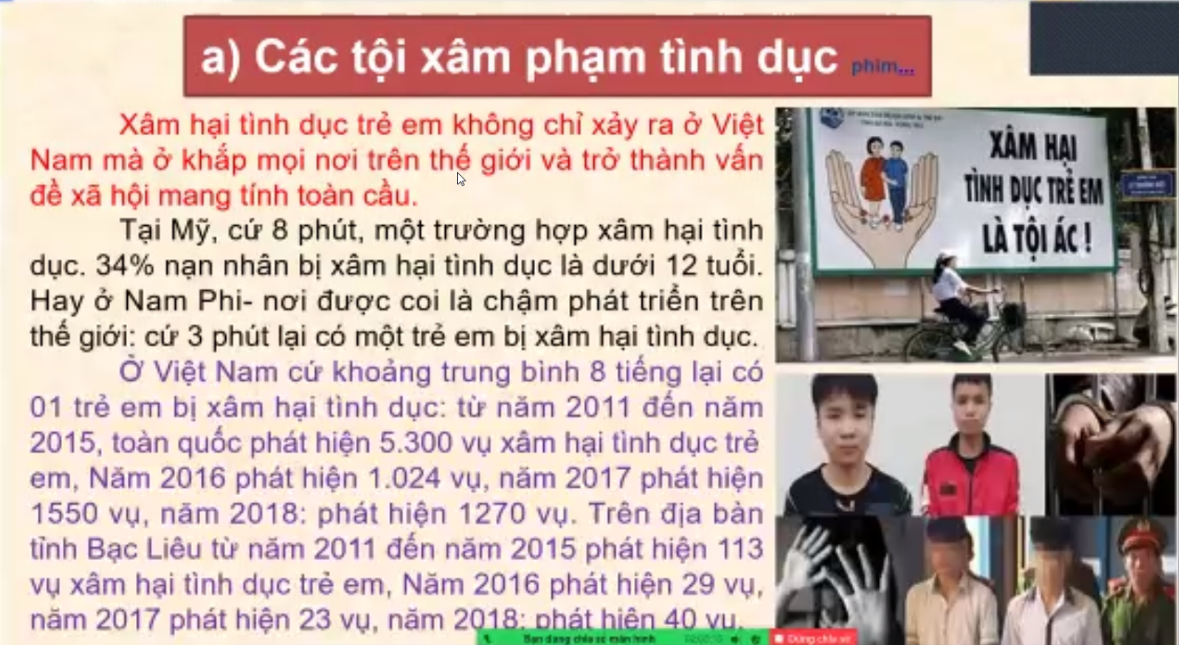 a) Các tội xâm phạm tình dục phim...
Xâm hại tình dục trẻ em không chỉ xảy ra ở Việt
Nam mà ở khắp mọi nơi trên thế giới và trở thành vấn
đề xã hội mang tính toàn cầu.
Tại Mỹ, cứ 8 phút, một trường hợp xâm hại tình
dục. 34% nạn nhân bị xâm hại tình dục là dưới 12 tuổi.
Hay ở Nam Phi- nơi được coi là chậm phát triển trên
thế giới: cứ 3 phút lại có một trẻ em bị xâm hại tình dục.
Ở Việt Nam cứ khoảng trung bình 8 tiếng lại có
01 trẻ em bị xâm hại tình dục: từ năm 2011 đến năm
2015, toàn quốc phát hiện 5.300 vụ xâm hại tình dục trẻ
em, Năm 2016 phát hiện 1.024 vụ, năm 2017 phát hiện
1550 vụ, năm 2018: phát hiện 1270 vụ. Trên địa bàn
tỉnh Bạc Liêu từ năm 2011 đến năm 2015 phát hiện 113
vụ xâm hại tình dục trẻ em, Năm 2016 phát hiện 29 vụ,
năm 2017 phát hiện 23 vụ, năm 2018: phát hiện 40 vụ.
XÂM HẠI
TÌNH DỤC TRẺ EM
LÀ TỘI ÁC !
Bạn đang chia sẻ màn hình
Dừng chia sẻ